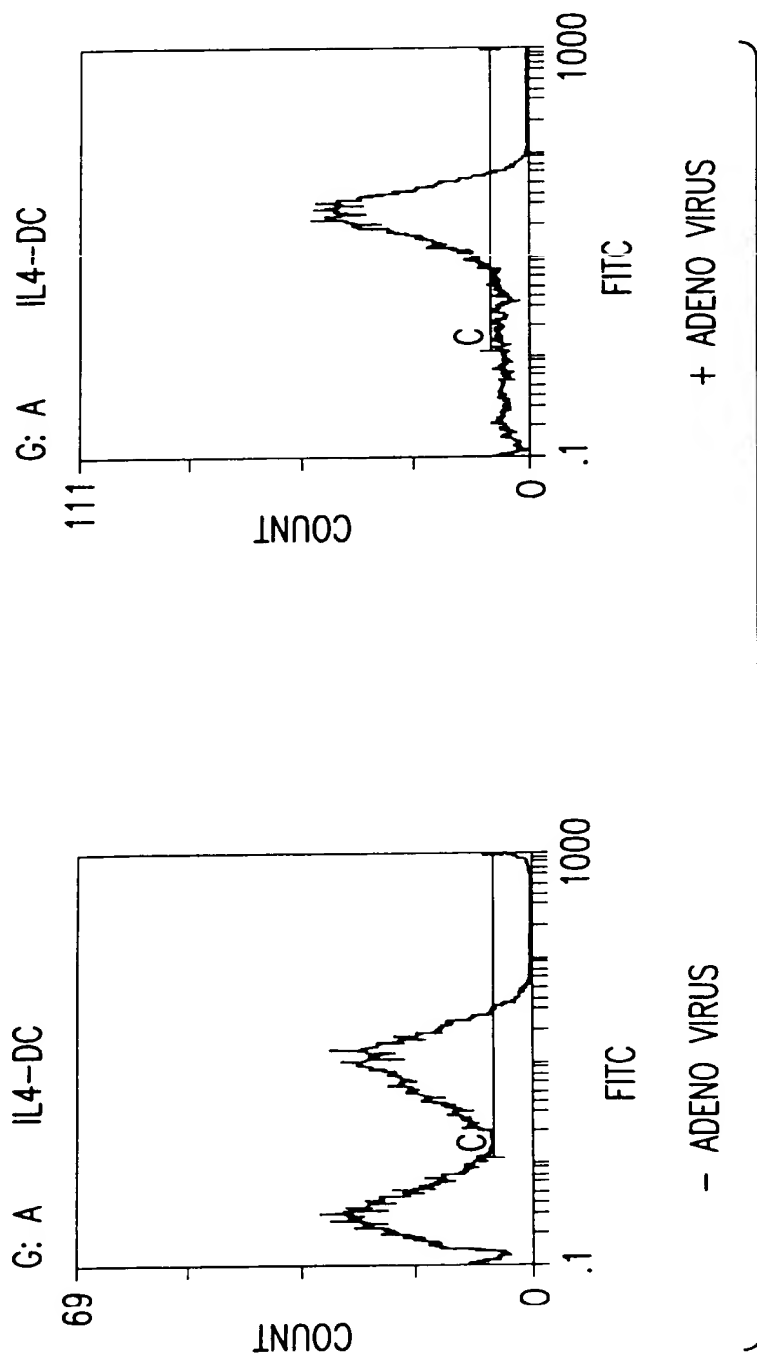 G: A IL4-DC
69
COUNT
0
C
.1
1000
FITC
- ADENO VIRUS
G: A IL4--DC
111
COUNT
0
C
.1
1000
FITC
+ ADENO VIRUS